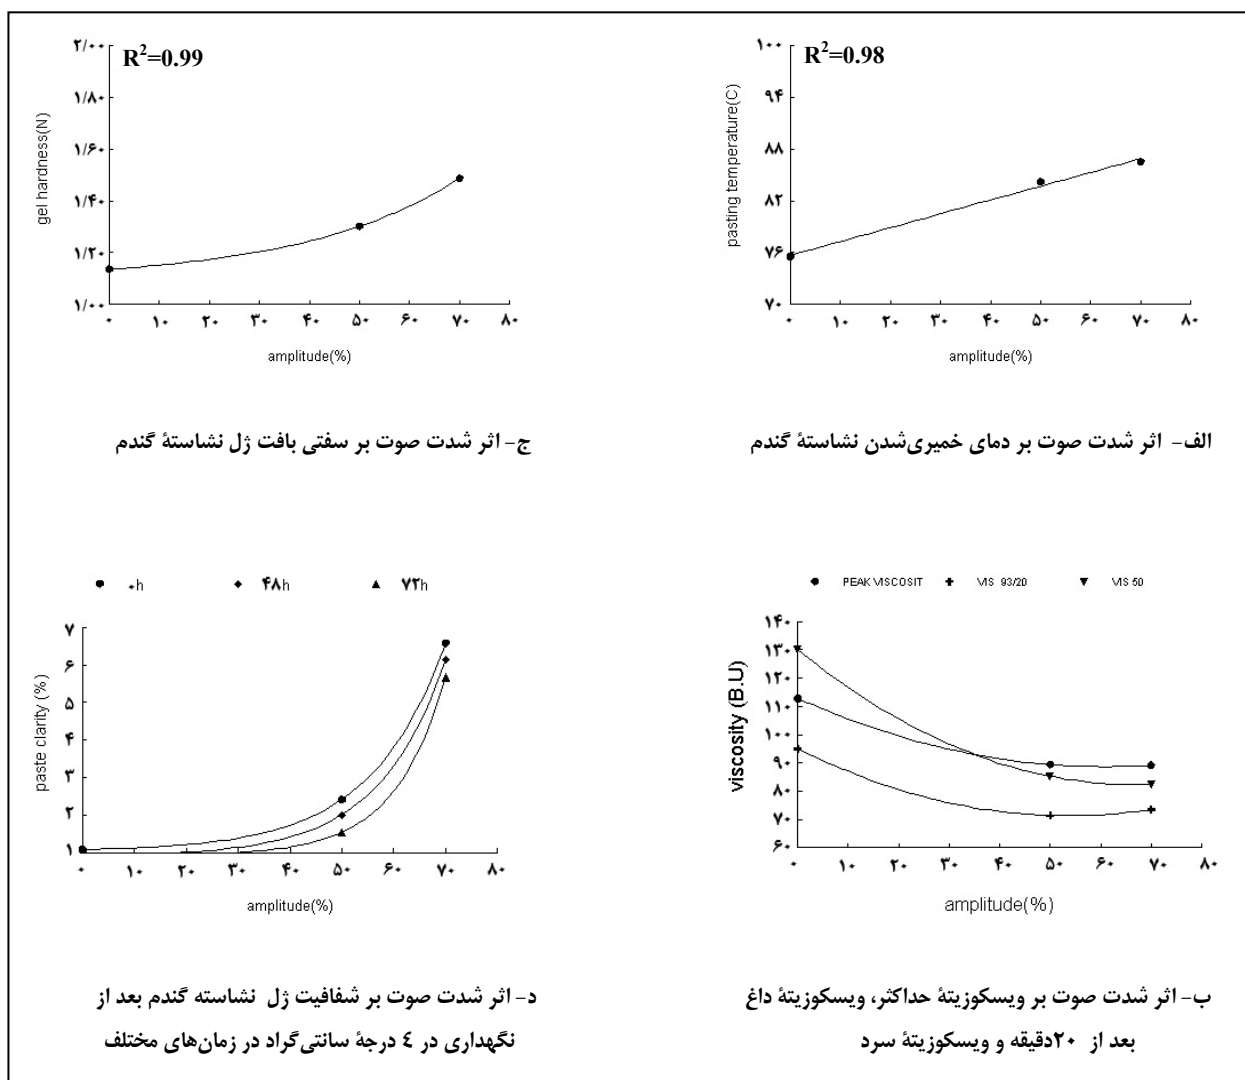 R²=0.98
۱۰۰
۹۴
۸۸
۸۲
۷۶
۷۰
pasting temperature(C)
۰ ۱۰ ۲۰ ۳۰ ۴۰ ۵۰ ۶۰ ۷۰ ۸۰
amplitude(%)
الف- اثر شدت صوت بر دمای خمیری‌شدن نشاستهٔ گندم
R²=0.99
۲/۰۰
۱/۸۰
۱/۶۰
۱/۴۰
۱/۲۰
۱/۰۰
gel hardness(N)
۰ ۱۰ ۲۰ ۳۰ ۴۰ ۵۰ ۶۰ ۷۰ ۸۰
amplitude(%)
ج- اثر شدت صوت بر سفتی بافت ژل نشاستهٔ گندم
PEAK VISCOSIT VIS 93/20 VIS 50
۱۴۰
۱۳۰
۱۲۰
۱۱۰
۱۰۰
۹۰
۸۰
۷۰
۶۰
viscosity (B.U)
۰ ۱۰ ۲۰ ۳۰ ۴۰ ۵۰ ۶۰ ۷۰ ۸۰
amplitude(%)
ب- اثر شدت صوت بر ویسکوزیتهٔ حداکثر، ویسکوزیتهٔ داغ
بعد از ۲۰دقیقه و ویسکوزیتهٔ سرد
۰h ۴۸h ۷۲h
۷
۶
۵
۴
۳
۲
۱
paste clarity (%)
۰ ۱۰ ۲۰ ۳۰ ۴۰ ۵۰ ۶۰ ۷۰ ۸۰
amplitude(%)
د- اثر شدت صوت بر شفافیت ژل نشاسته گندم بعد از
نگهداری در ٤ درجهٔ سانتی‌گراد در زمان‌های مختلف